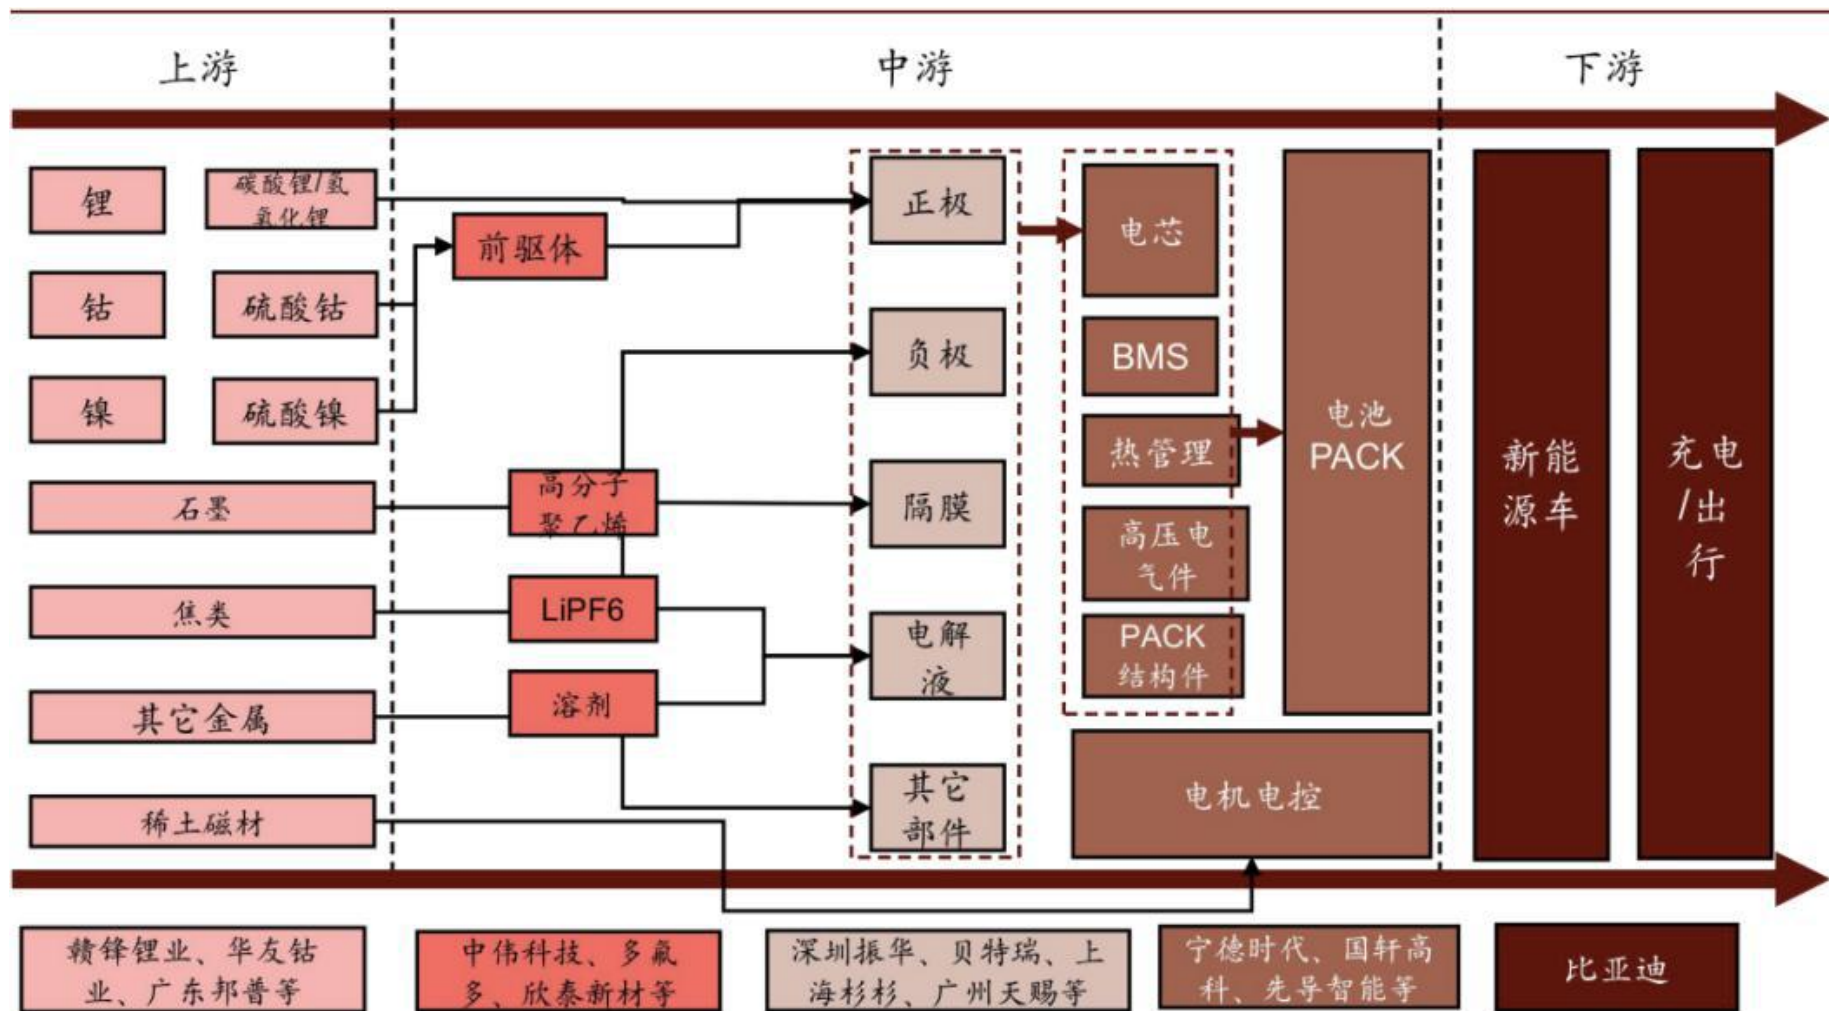 上游
中游
下游
锂
碳酸锂/氢
氧化锂
钴
硫酸钴
镍
硫酸镍
石墨
焦类
其它金属
稀土磁材
前驱体
高分子
聚乙烯
LiPF6
溶剂
正极
负极
隔膜
电解
液
其它
部件
电芯
BMS
热管理
高压电
气件
PACK
结构件
电池
PACK
电机电控
新能
源车
充电
/出
行
赣锋锂业、华友钴
业、广东邦普等
中伟科技、多氟
多、欣泰新材等
深圳振华、贝特瑞、上
海杉杉、广州天赐等
宁德时代、国轩高
科、先导智能等
比亚迪